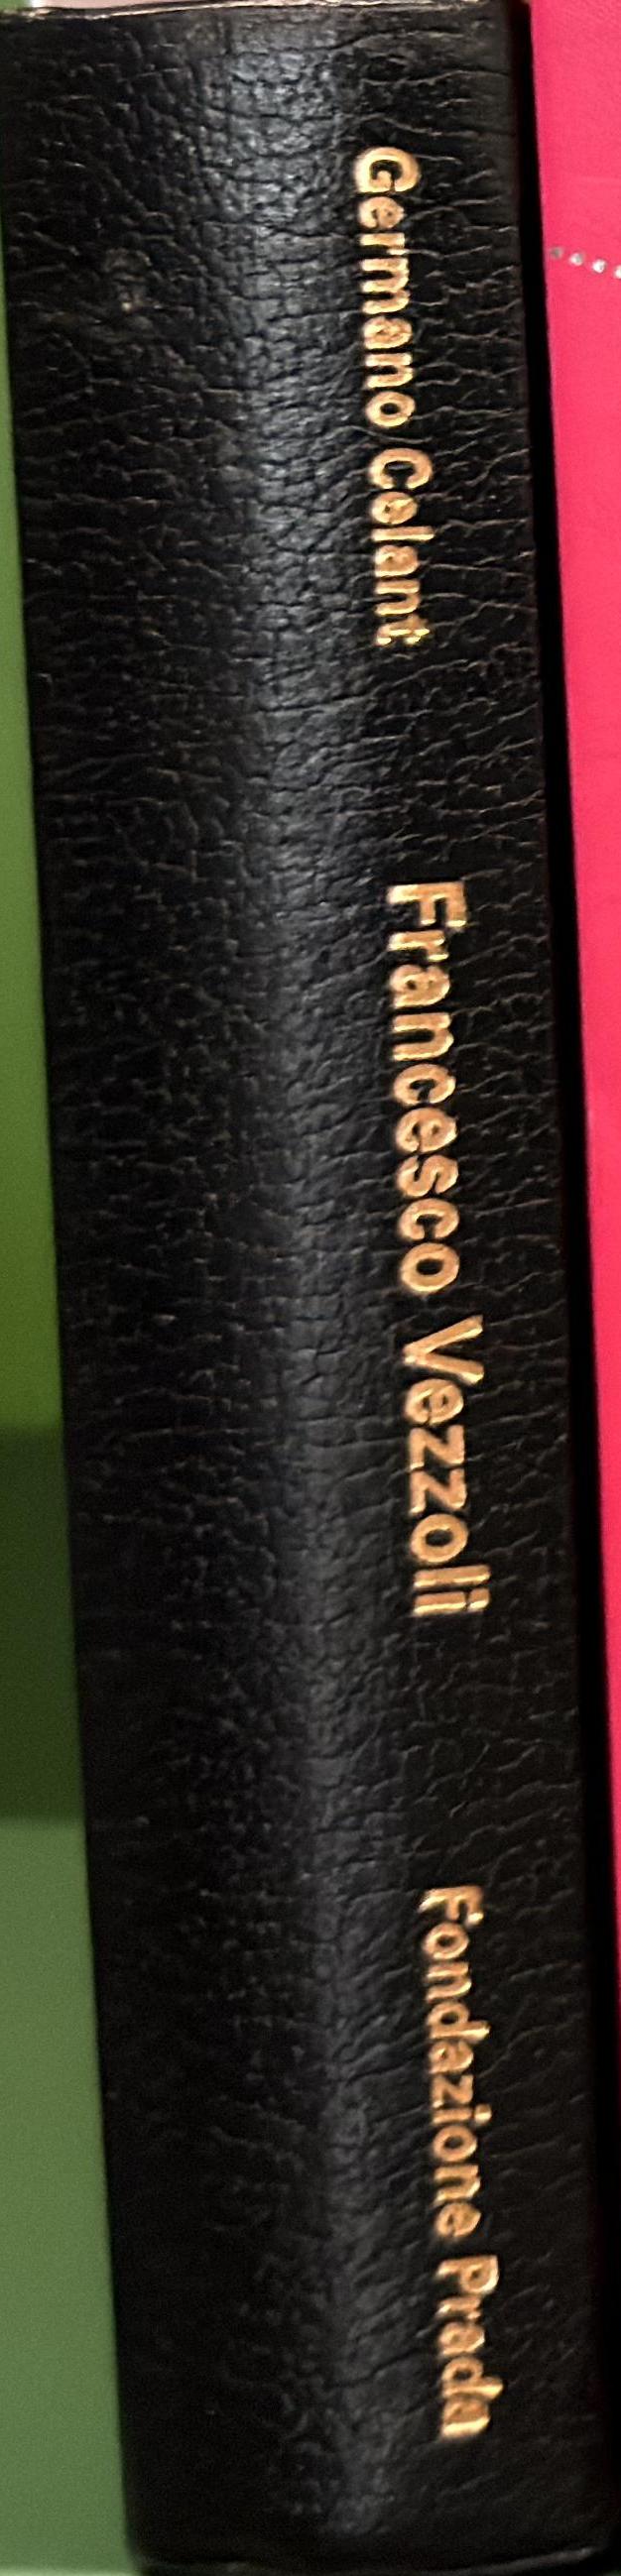 Germano Celant
Francesco Vezzoli
Fondazione Prada